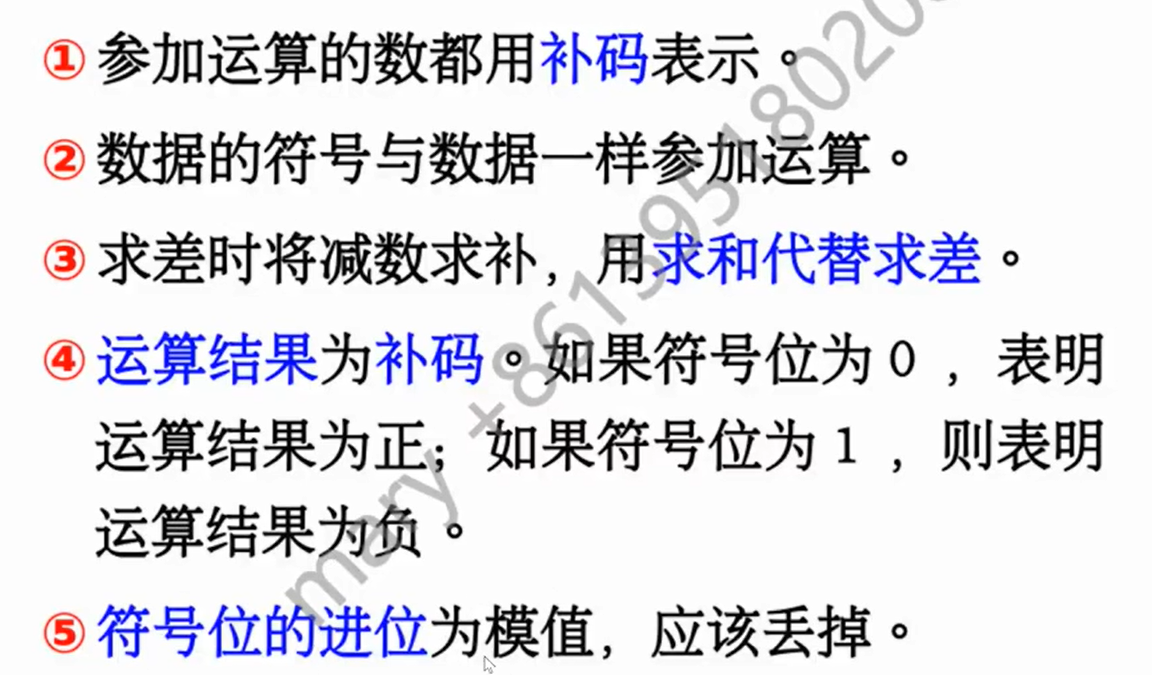 ① 参加运算的数都用补码表示。
② 数据的符号与数据一样参加运算。
③ 求差时将减数求补，用求和代替求差。
④ 运算结果为补码。如果符号位为 0 ，表明
运算结果为正；如果符号位为 1 ，则表明
运算结果为负。
⑤ 符号位的进位为模值，应该丢掉。
mary +86139518020